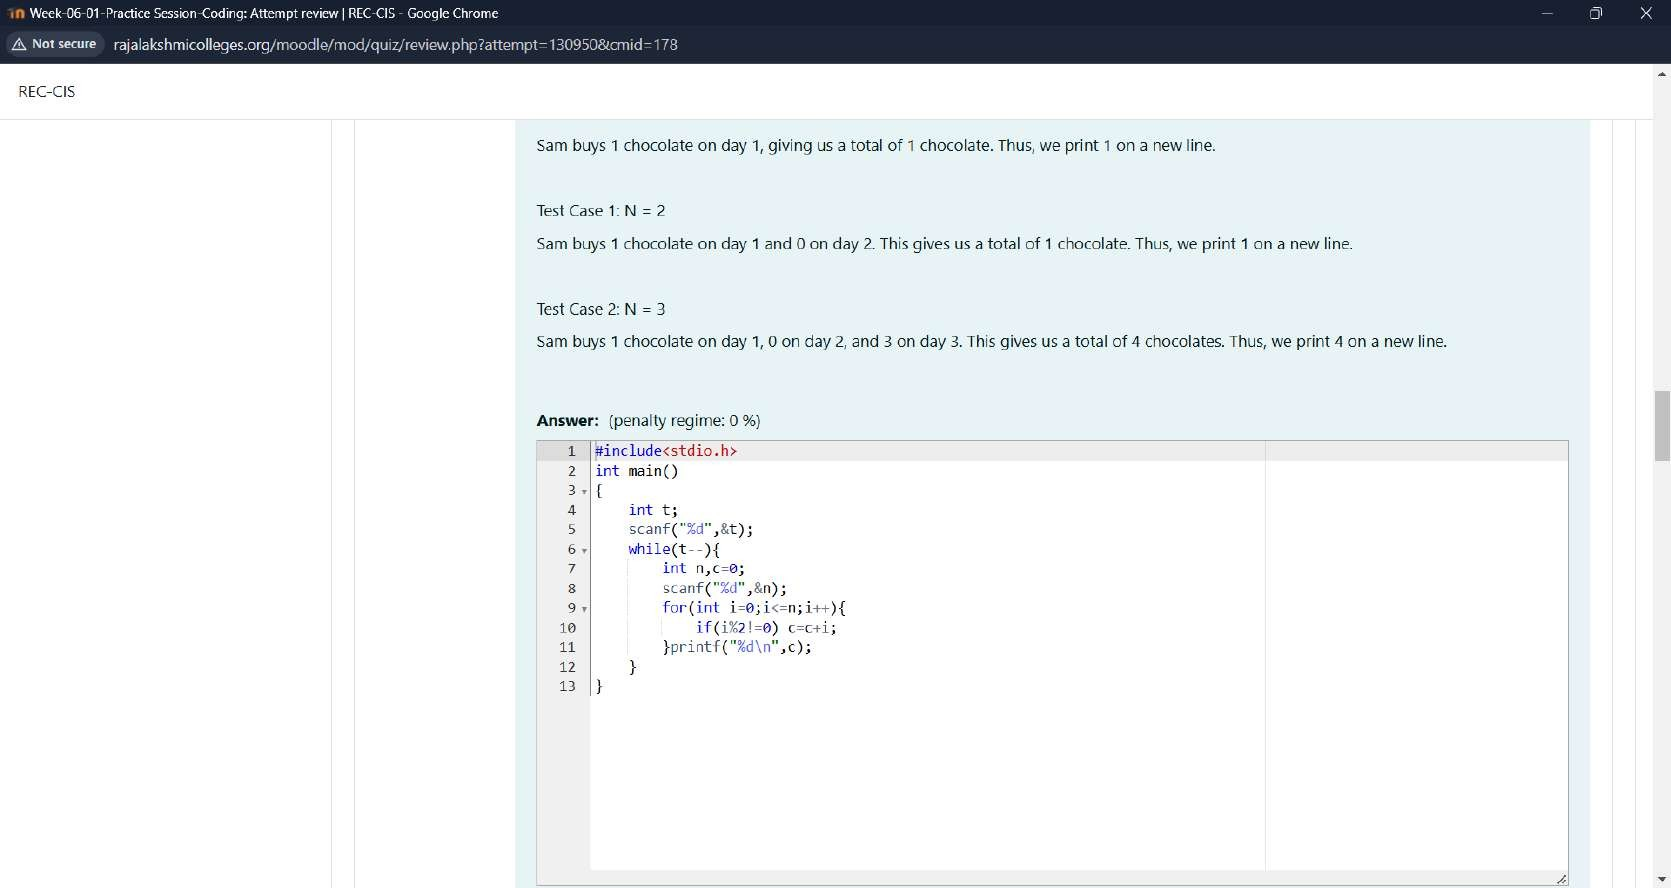 Week-06-01-Practice Session-Coding: Attempt review | REC-CIS - Google Chrome
Not secure rajalakshmicolleges.org/moodle/mod/quiz/review.php?attempt=130950&cmid=178
REC-CIS
Sam buys 1 chocolate on day 1, giving us a total of 1 chocolate. Thus, we print 1 on a new line.
Test Case 1: N = 2
Sam buys 1 chocolate on day 1 and 0 on day 2. This gives us a total of 1 chocolate. Thus, we print 1 on a new line.
Test Case 2: N = 3
Sam buys 1 chocolate on day 1, 0 on day 2, and 3 on day 3. This gives us a total of 4 chocolates. Thus, we print 4 on a new line.
Answer: (penalty regime: 0 %)
1 #include<stdio.h>
2 int main()
3 {
4 int t;
5 scanf("%d",&t);
6 while(t--){
7 int n,c=0;
8 scanf("%d",&n);
9 for(int i=0;i<=n;i++){
10 if(i%2!=0) c=c+i;
11 }printf("%d\n",c);
12 }
13 }